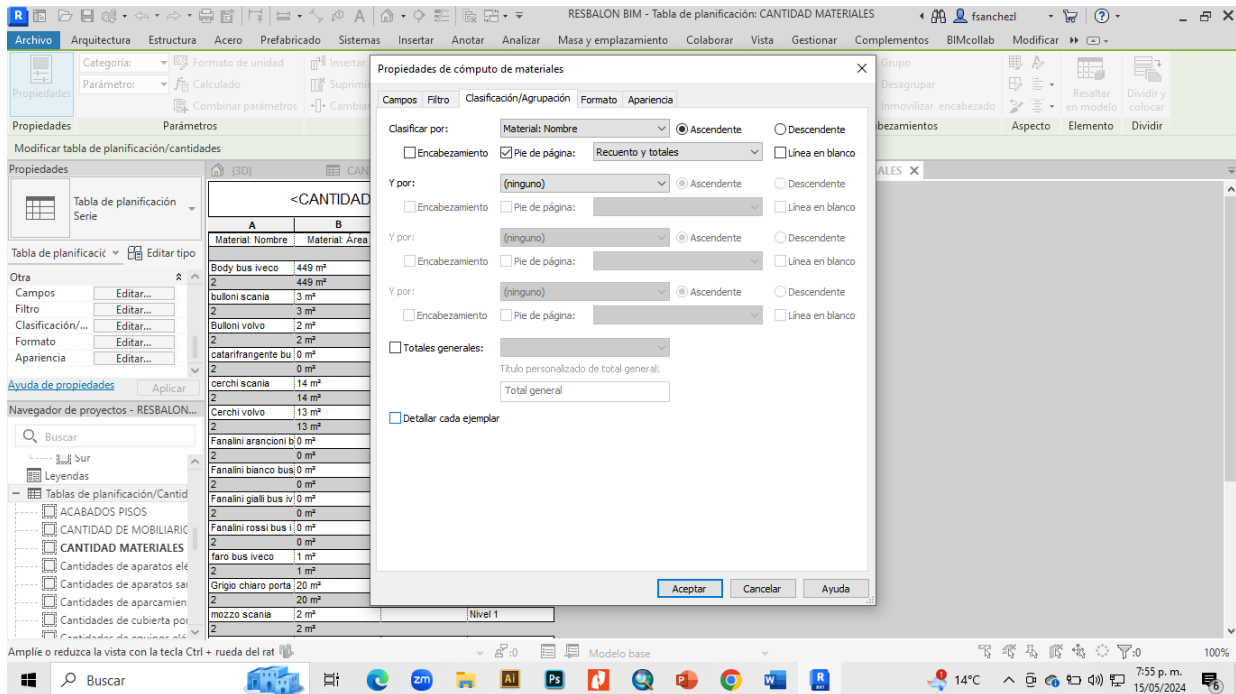 RESBALON BIM - Tabla de planificación: CANTIDAD MATERIALES
fsanchezl
Archivo Arquitectura Estructura Acero Prefabricado Sistemas Insertar Anotar Analizar Masa y emplazamiento Colaborar Vista Gestionar Complementos BIMcollab Modificar
Propiedades
Categoría:
Parámetro:
Formato de unidad
Calculado
Combinar parámetros
Insertar
Suprimi
Cambiar
Grupo
Desagrupar
Inmovilizar encabezado
Resaltar en modelo
Dividir y colocar
Propiedades Parámetros bezamientos Aspecto Elemento Dividir
Modificar tabla de planificación/cantidades
Propiedades
Tabla de planificación
Serie
Tabla de planificació Editar tipo
Otra
Campos Editar...
Filtro Editar...
Clasificación/... Editar...
Formato Editar...
Apariencia Editar...
Ayuda de propiedades Aplicar
Navegador de proyectos - RESBALON...
Buscar
Sur
Leyendas
Tablas de planificación/Cantid
ACABADOS PISOS
CANTIDAD DE MOBILIARIC
CANTIDAD MATERIALES
Cantidades de aparatos elé
Cantidades de aparatos sa
Cantidades de aparcamien
Cantidades de cubierta po
Cantidades de equipos elé
{3D} CAN ALES
<CANTIDAD
A B
Material: Nombre Material: Área
Body bus iveco 449 m²
2 449 m²
bulloni scania 3 m²
2 3 m²
Bulloni volvo 2 m²
2 2 m²
catarifrangente bu 0 m²
2 0 m²
cerchi scania 14 m²
2 14 m²
Cerchi volvo 13 m²
2 13 m²
Fanalini arancioni b 0 m²
2 0 m²
Fanalini bianco bus 0 m²
2 0 m²
Fanalini gialli bus iv 0 m²
2 0 m²
Fanalini rossi bus i 0 m²
2 0 m²
faro bus iveco 1 m²
2 1 m²
Grigio chiaro porta 20 m²
2 20 m²
mozzo scania 2 m² Nivel 1
2 2 m²
Propiedades de cómputo de materiales
Campos Filtro Clasificación/Agrupación Formato Apariencia
Clasificar por: Material: Nombre Ascendente Descendente
Encabezamiento Pie de página: Recuento y totales Línea en blanco
Y por: (ninguno) Ascendente Descendente
Encabezamiento Pie de página: Línea en blanco
Y por: (ninguno) Ascendente Descendente
Encabezamiento Pie de página: Línea en blanco
Y por: (ninguno) Ascendente Descendente
Encabezamiento Pie de página: Línea en blanco
Totales generales:
Título personalizado de total general:
Total general
Detallar cada ejemplar
Aceptar Cancelar Ayuda
Amplíe o reduzca la vista con la tecla Ctrl + rueda del rat :0 Modelo base :0 100%
Buscar
14°C
7:55 p. m.
15/05/2024